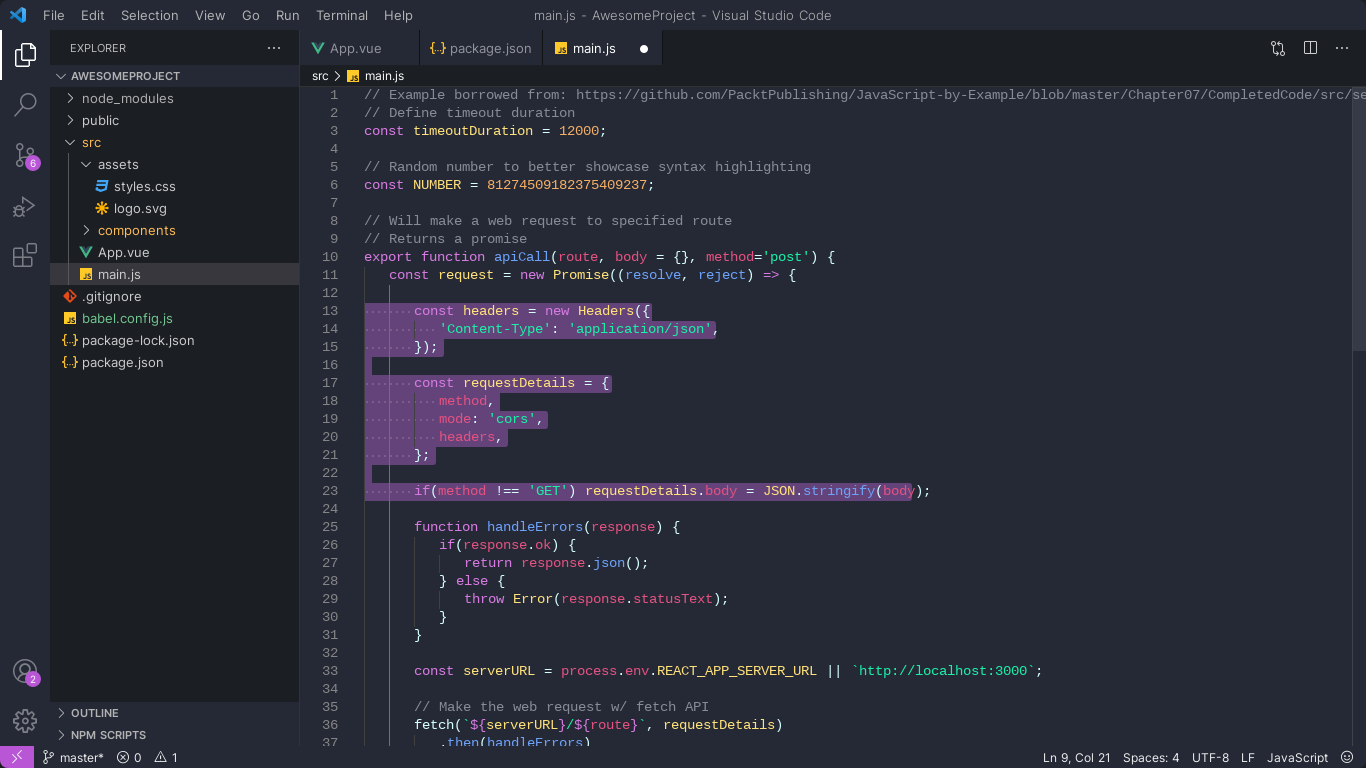 File Edit Selection View Go Run Terminal Help
main.js - AwesomeProject - Visual Studio Code
EXPLORER
AWESOMEPROJECT
node_modules
public
src
assets
styles.css
logo.svg
components
App.vue
main.js
.gitignore
babel.config.js
package-lock.json
package.json
OUTLINE
NPM SCRIPTS
6
2
App.vue
{..} package.json
JS main.js
src > JS main.js
1 // Example borrowed from: https://github.com/PacktPublishing/JavaScript-by-Example/blob/master/Chapter07/CompletedCode/src/se
2 // Define timeout duration
3 const timeoutDuration = 12000;
4
5 // Random number to better showcase syntax highlighting
6 const NUMBER = 81274509182375409237;
7
8 // Will make a web request to specified route
9 // Returns a promise
10 export function apiCall(route, body = {}, method='post') {
11 const request = new Promise((resolve, reject) => {
12
13 const headers = new Headers({
14 'Content-Type': 'application/json',
15 });
16
17 const requestDetails = {
18 method,
19 mode: 'cors',
20 headers,
21 };
22
23 if(method !== 'GET') requestDetails.body = JSON.stringify(body);
24
25 function handleErrors(response) {
26 if(response.ok) {
27 return response.json();
28 } else {
29 throw Error(response.statusText);
30 }
31 }
32
33 const serverURL = process.env.REACT_APP_SERVER_URL || `http://localhost:3000`;
34
35 // Make the web request w/ fetch API
36 fetch(`${serverURL}/${route}`, requestDetails)
37 .then(handleErrors)
master* 0 1
Ln 9, Col 21 Spaces: 4 UTF-8 LF JavaScript